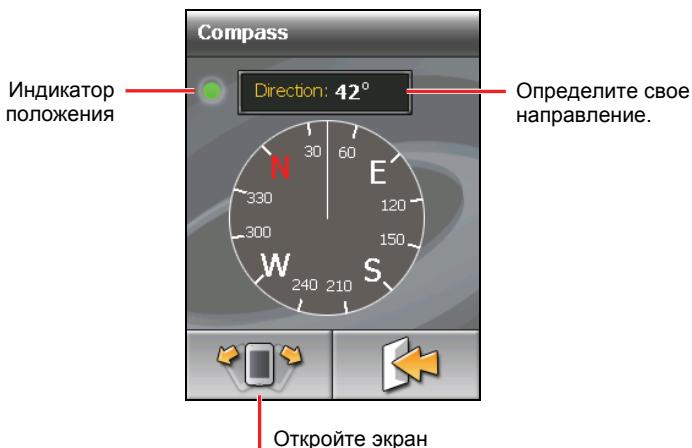 Compass
Индикатор
положения
Direction: 42°
Определите свое
направление.
30 60
N E
330 120
300 150
W S
240 210
Откройте экран